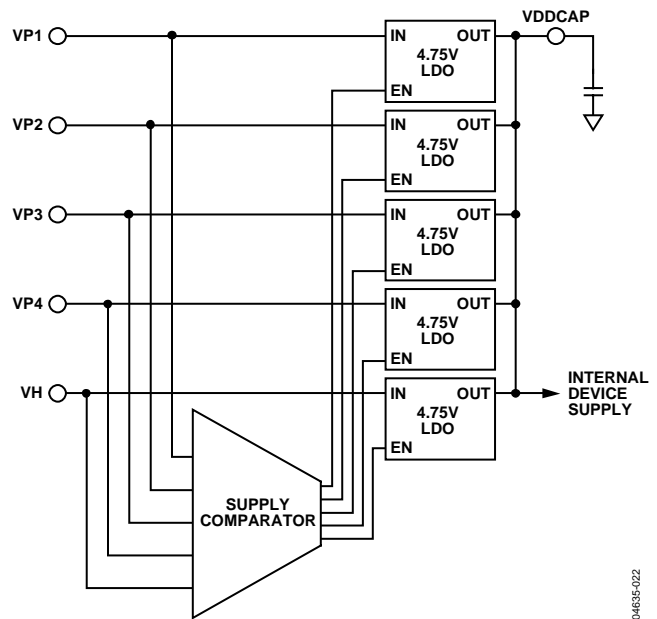 VP1
IN
OUT
4.75V
LDO
EN
VDDCAP
VP2
IN
OUT
4.75V
LDO
EN
VP3
IN
OUT
4.75V
LDO
EN
VP4
IN
OUT
4.75V
LDO
EN
VH
IN
OUT
4.75V
LDO
EN
INTERNAL
DEVICE
SUPPLY
SUPPLY
COMPARATOR
04635-022